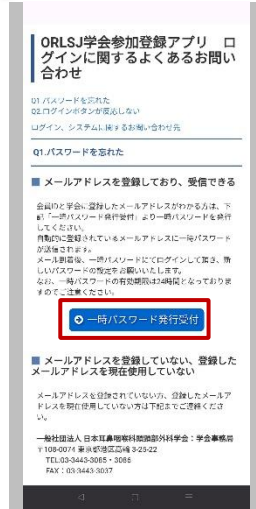 ORLSJ学会参加登録アプリ　ロ
グインに関するよくあるお問い
合わせ
Q1.パスワードを忘れた
Q2.ログインボタンが反応しない
ログイン、システムに関するお問い合わせ先
Q1.パスワードを忘れた
メールアドレスを登録しており、受信できる
会員IDと学会に登録したメールアドレスがわかる方は、下
記「一時パスワード発行受付」より一時パスワードを発行
してください。
自動的に登録されているメールアドレスに一時パスワード
が送信されます。
メール到着後、一時パスワードにてログインして頂き、新
しいパスワードの設定をお願いいたします。
なお、一時パスワードの有効期限は24時間となっておりま
すのでご注意ください。
一時パスワード発行受付
メールアドレスを登録していない、登録した
メールアドレスを現在使用していない
メールアドレスを登録されていない方、登録したメールア
ドレスを現在使用していない方は下記までご連絡くださ
い。
一般社団法人 日本耳鼻咽喉科頭頸部外科学会：学会事務局
〒108-0074 東京都港区高輪 3-25-22
TEL:03-3443-3085・3086
FAX：03-3443-3037